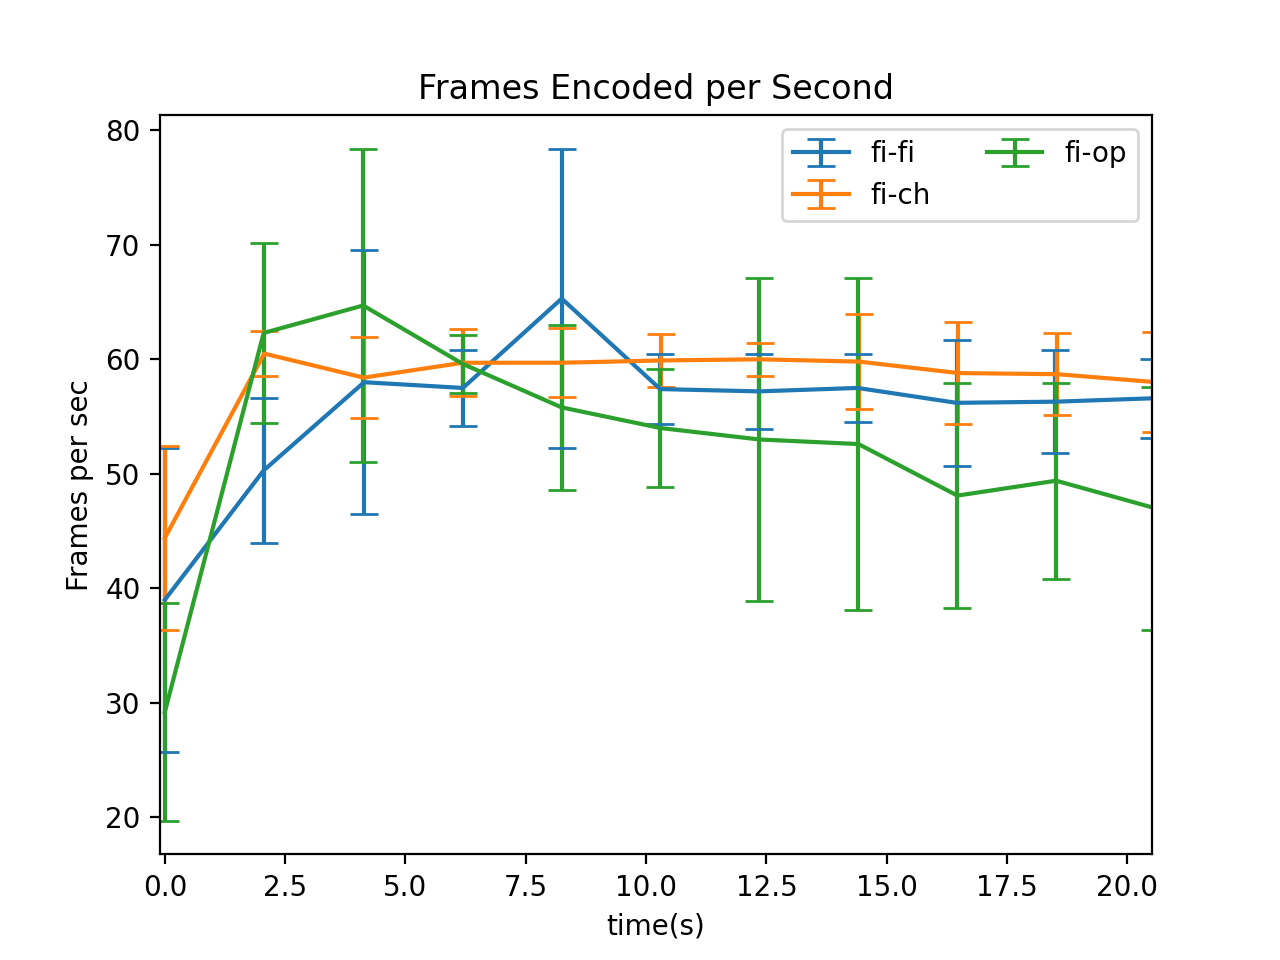 Frames Encoded per Second
fi-fi
fi-ch
fi-op
Frames per sec
80
70
60
50
40
30
20
0.0 2.5 5.0 7.5 10.0 12.5 15.0 17.5 20.0
time(s)